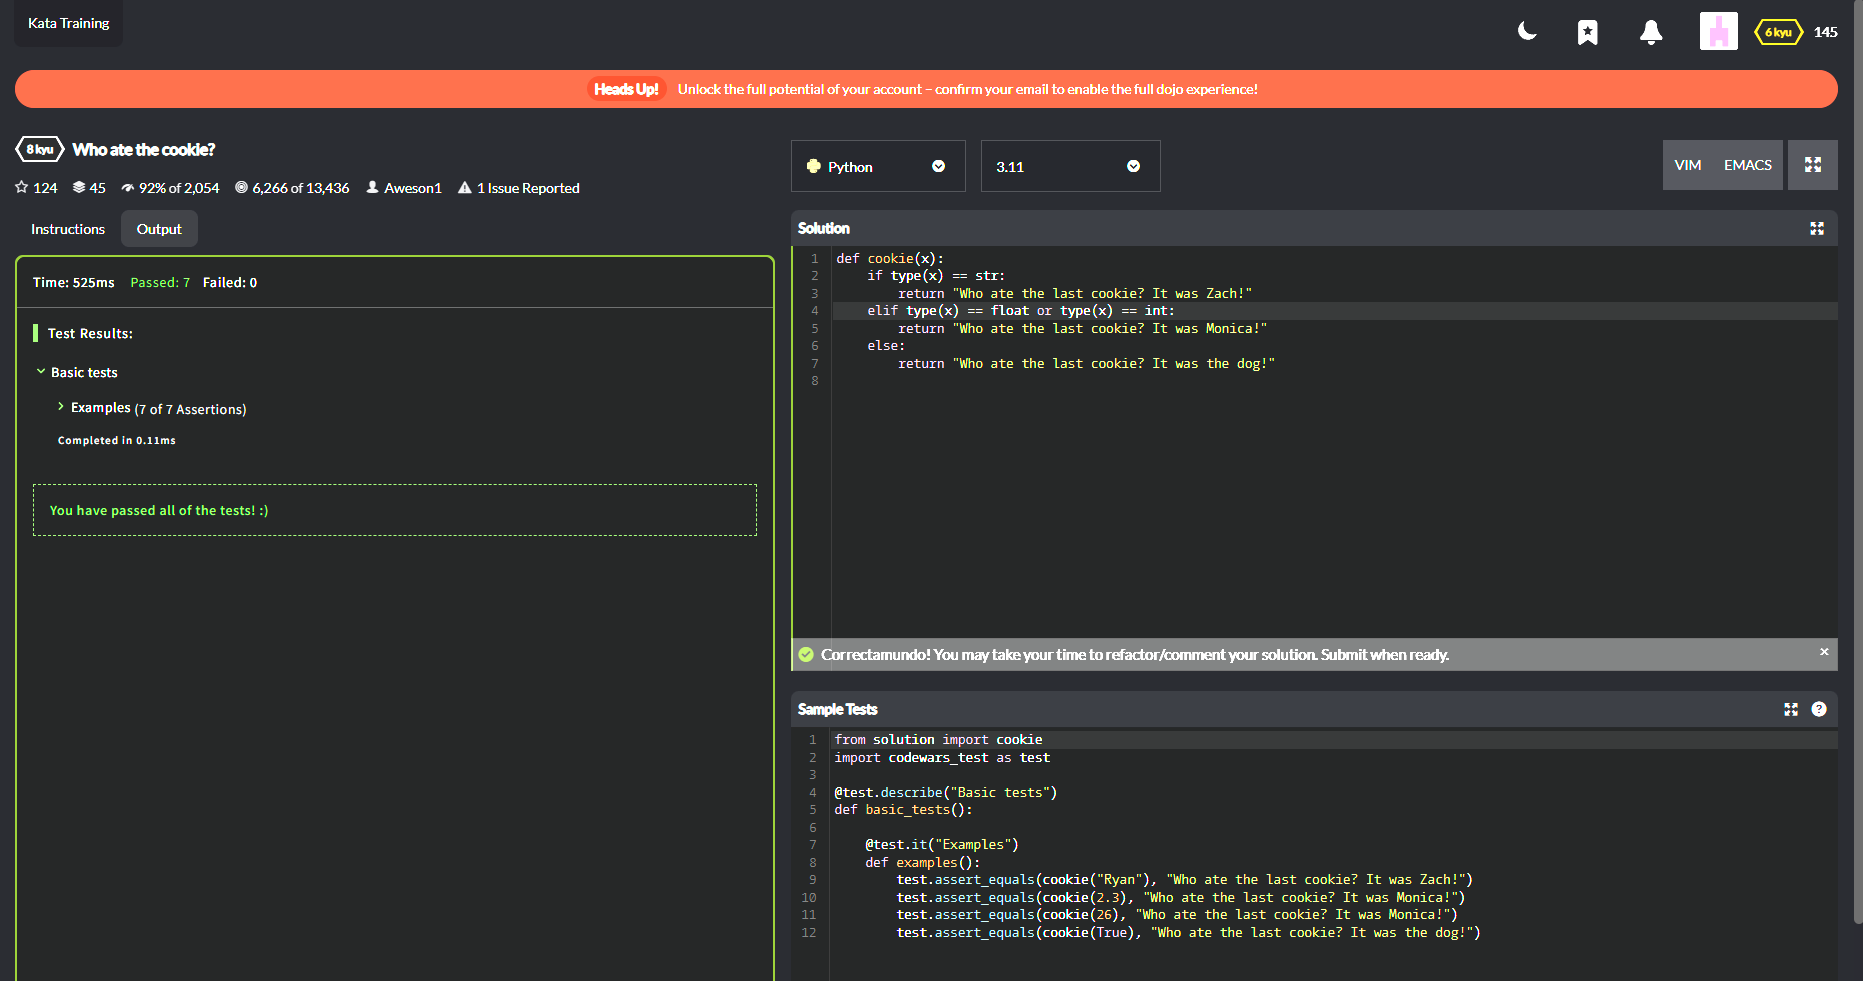 Kata Training
6 kyu 145
Heads Up! Unlock the full potential of your account – confirm your email to enable the full dojo experience!
8 kyu Who ate the cookie?
124 45 92% of 2,054 6,266 of 13,436 Aweson1 1 Issue Reported
Instructions Output
Time: 525ms Passed: 7 Failed: 0
Test Results:
Basic tests
Examples (7 of 7 Assertions)
Completed in 0.11ms
You have passed all of the tests! :)
Python 3.11 VIM EMACS
Solution
1 def cookie(x):
2     if type(x) == str:
3         return "Who ate the last cookie? It was Zach!"
4     elif type(x) == float or type(x) == int:
5         return "Who ate the last cookie? It was Monica!"
6     else:
7         return "Who ate the last cookie? It was the dog!"
8
Correctamundo! You may take your time to refactor/comment your solution. Submit when ready. ×
Sample Tests ?
1 from solution import cookie
2 import codewars_test as test
3
4 @test.describe("Basic tests")
5 def basic_tests():
6
7     @test.it("Examples")
8     def examples():
9         test.assert_equals(cookie("Ryan"), "Who ate the last cookie? It was Zach!")
10         test.assert_equals(cookie(2.3), "Who ate the last cookie? It was Monica!")
11         test.assert_equals(cookie(26), "Who ate the last cookie? It was Monica!")
12         test.assert_equals(cookie(True), "Who ate the last cookie? It was the dog!")